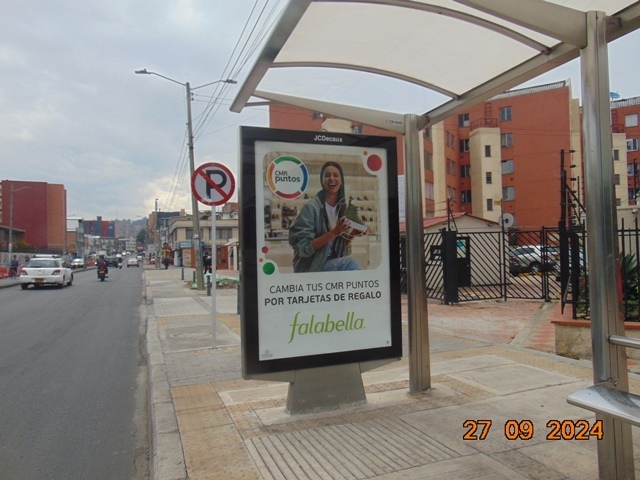 JCDecaux
CMR
puntos
CAMBIA TUS CMR PUNTOS
POR TARJETAS DE REGALO
falabella.
P
27 09 2024